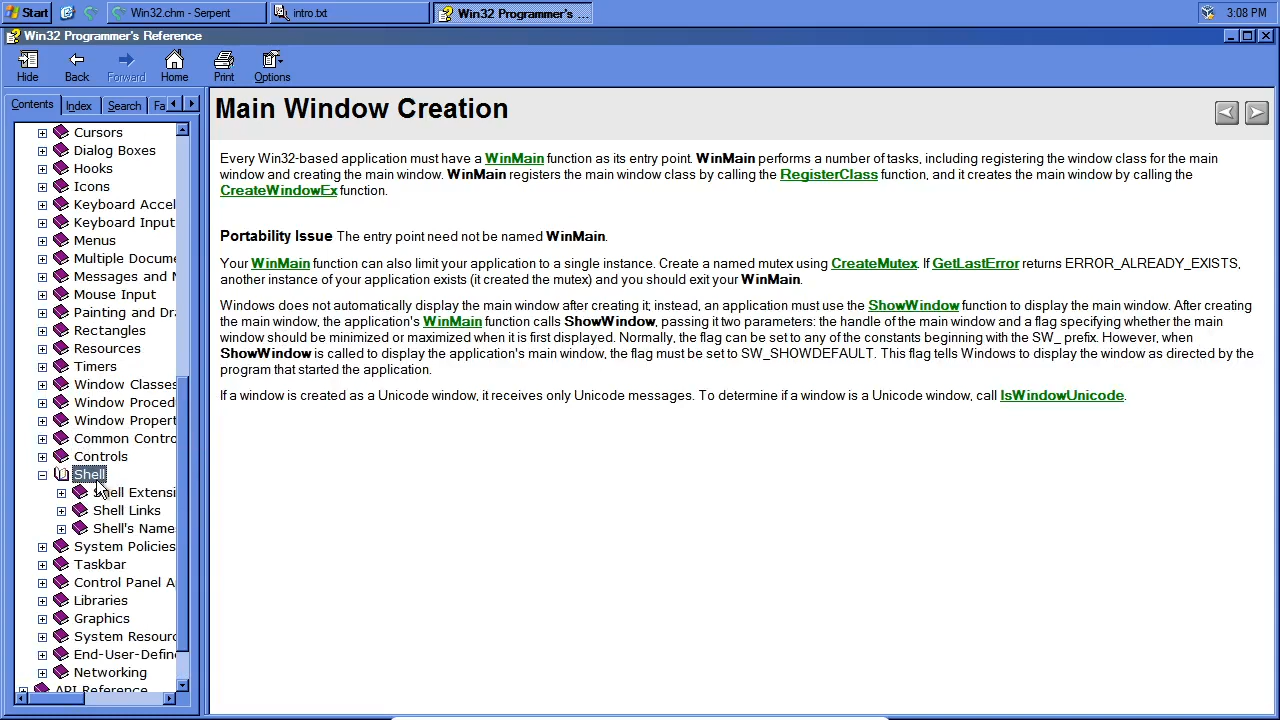 Start
Win32.chm - Serpent
intro.txt
Win32 Programmer's ...
3:08 PM
Win32 Programmer's Reference
Hide
Back
Forward
Home
Print
Options
Contents
Index
Search
Fa
Main Window Creation
Cursors
Dialog Boxes
Hooks
Icons
Keyboard Accel
Keyboard Input
Menus
Multiple Docume
Messages and M
Mouse Input
Painting and Dra
Rectangles
Resources
Timers
Window Classes
Window Proced
Window Propert
Common Contro
Controls
Shell
Shell Extensi
Shell Links
Shell's Name
System Policies
Taskbar
Control Panel A
Libraries
Graphics
System Resourc
End-User-Define
Networking
API Reference
Every Win32-based application must have a WinMain function as its entry point. WinMain performs a number of tasks, including registering the window class for the main
window and creating the main window. WinMain registers the main window class by calling the RegisterClass function, and it creates the main window by calling the
CreateWindowEx function.
Portability Issue The entry point need not be named WinMain.
Your WinMain function can also limit your application to a single instance. Create a named mutex using CreateMutex. If GetLastError returns ERROR_ALREADY_EXISTS,
another instance of your application exists (it created the mutex) and you should exit your WinMain.
Windows does not automatically display the main window after creating it; instead, an application must use the ShowWindow function to display the main window. After creating
the main window, the application's WinMain function calls ShowWindow, passing it two parameters: the handle of the main window and a flag specifying whether the main
window should be minimized or maximized when it is first displayed. Normally, the flag can be set to any of the constants beginning with the SW_ prefix. However, when
ShowWindow is called to display the application's main window, the flag must be set to SW_SHOWDEFAULT. This flag tells Windows to display the window as directed by the
program that started the application.
If a window is created as a Unicode window, it receives only Unicode messages. To determine if a window is a Unicode window, call IsWindowUnicode.